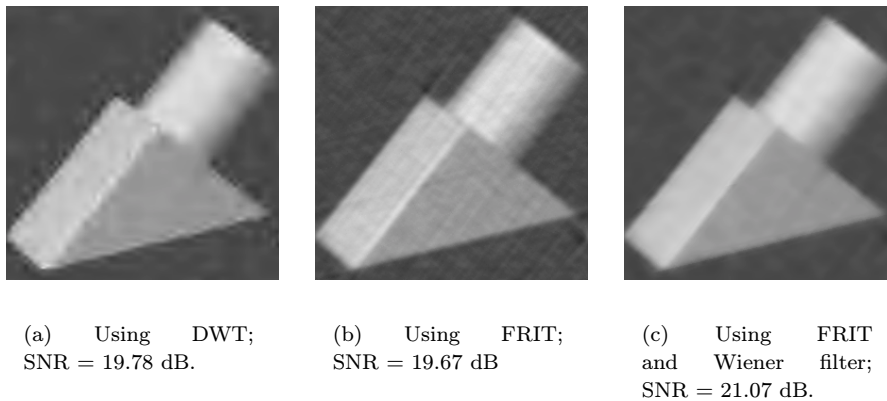 (a) Using DWT;
SNR = 19.78 dB.
(b) Using FRIT;
SNR = 19.67 dB
(c) Using FRIT
and Wiener filter;
SNR = 21.07 dB.